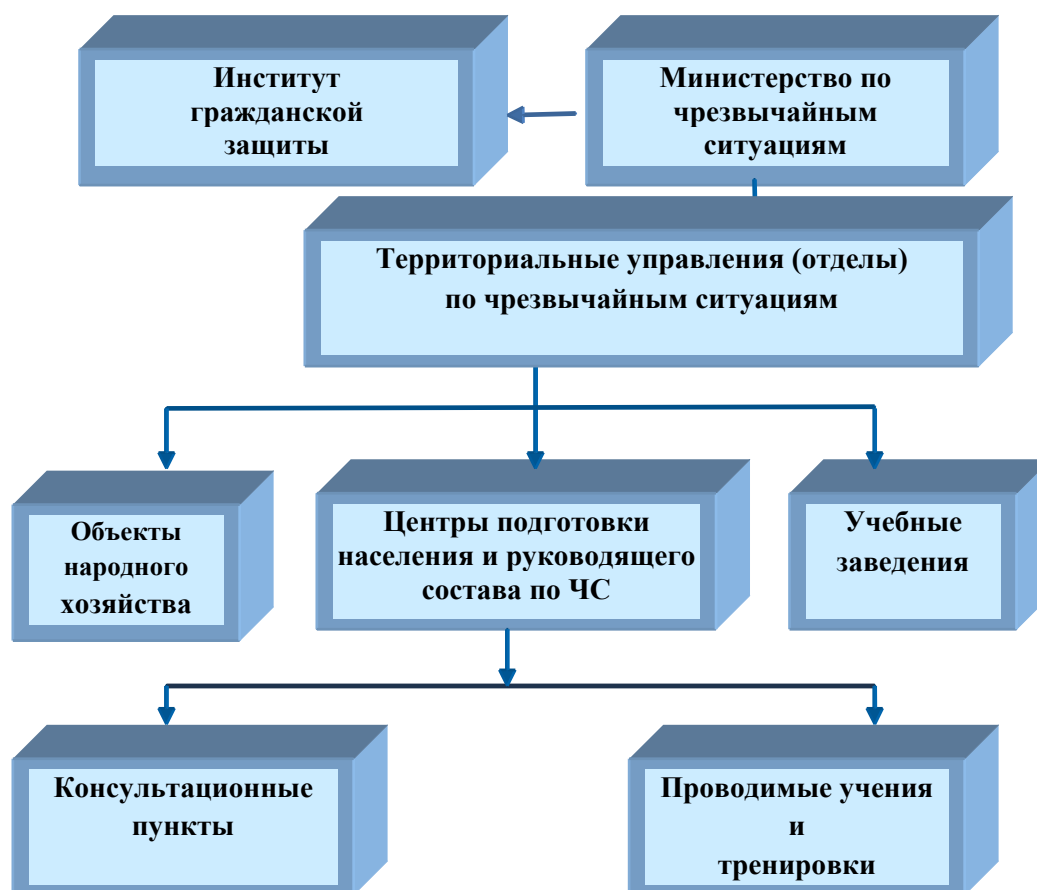 Институт
гражданской
защиты
Министерство по
чрезвычайным
ситуациям
Территориальные управления (отделы)
по чрезвычайным ситуациям
Объекты
народного
хозяйства
Центры подготовки
населения и руководящего
состава по ЧС
Учебные
заведения
Консультационные
пункты
Проводимые учения
и
тренировки